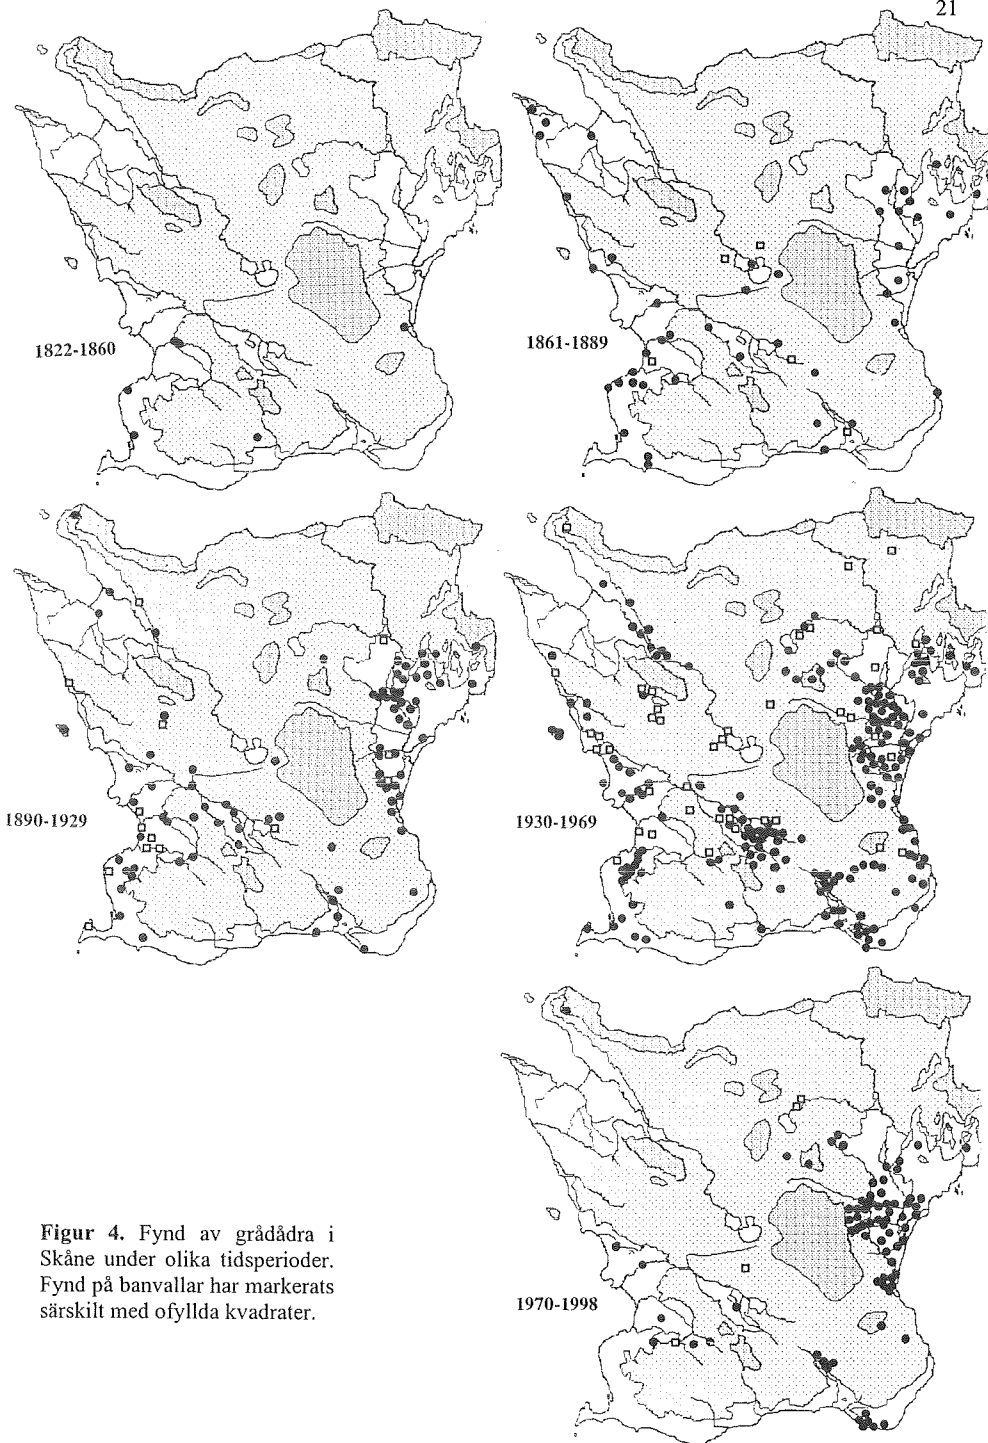 21
1822-1860
1861-1889
1890-1929
1930-1969
1970-1998
Figur 4. Fynd av grådådra i
Skåne under olika tidsperioder.
Fynd på banvallar har markerats
särskilt med ofyllda kvadrater.